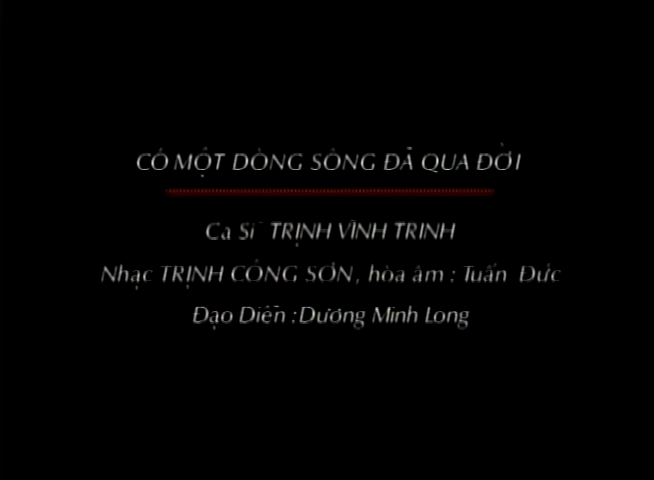 CÓ MỘT DÒNG SÔNG ĐÃ QUA ĐỜI
Ca Sĩ TRỊNH VĨNH TRINH
Nhạc TRỊNH CÔNG SƠN, hòa âm : Tuấn Đức
Đạo Diễn :Dương Minh Long